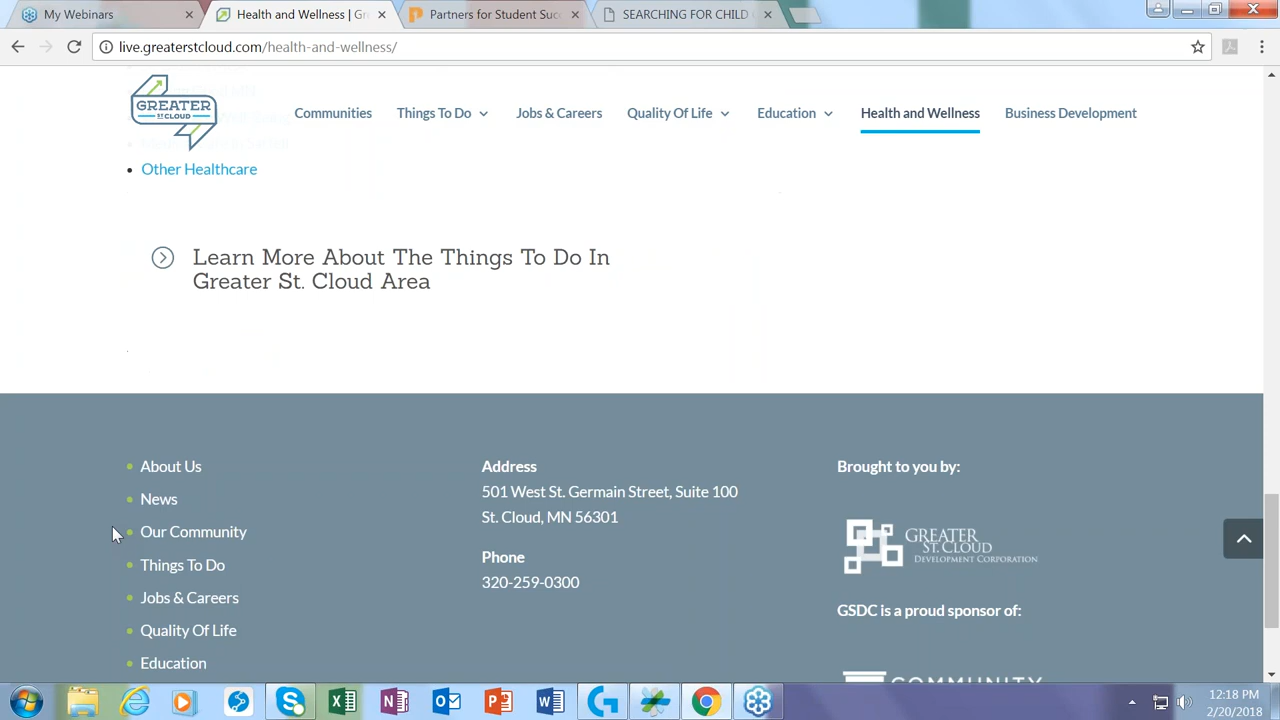 My Webinars
Health and Wellness | Gr
Partners for Student Suc
SEARCHING FOR CHILD
live.greaterstcloud.com/health-and-wellness/
GREATER
ST. CLOUD
Communities
Things To Do
Jobs & Careers
Quality Of Life
Education
Health and Wellness
Business Development
Other Healthcare
Learn More About The Things To Do In
Greater St. Cloud Area
About Us
News
Our Community
Things To Do
Jobs & Careers
Quality Of Life
Education
Address
501 West St. Germain Street, Suite 100
St. Cloud, MN 56301
Phone
320-259-0300
Brought to you by:
GREATER
ST. CLOUD
DEVELOPMENT CORPORATION
GSDC is a proud sponsor of:
COMMUNITY
12:18 PM
2/20/2018